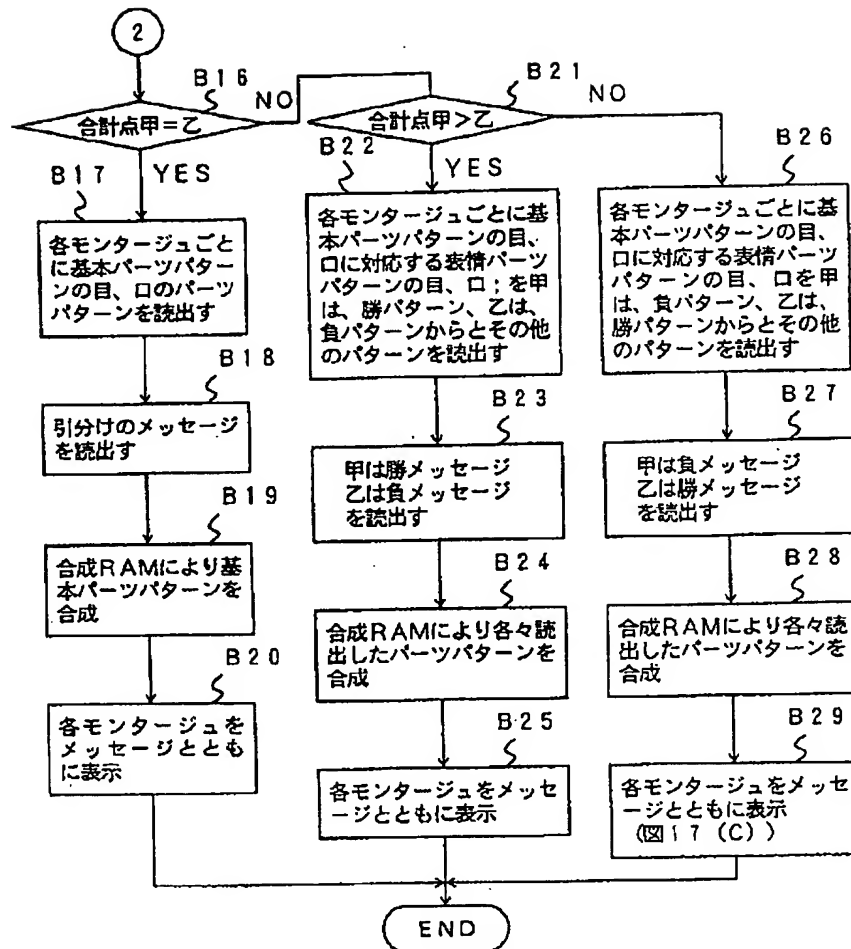 2
B16
合計点甲=乙
NO
B21
合計点甲>乙
NO
B17
YES
各モンタージュごと
に基本パーツパター
ンの目、口のパーツ
パターンを読出す
B18
引分けのメッセージ
を読出す
B19
合成RAMにより基
本パーツパターンを
合成
B20
各モンタージュを
メッセージととも
に表示
B22
YES
各モンタージュごとに基
本パーツパターンの目、
口に対応する表情パーツ
パターンの目、口;を甲
は、勝パターン、乙は、
負パターンからとその他
のパターンを読出す
B23
甲は勝メッセージ
乙は負メッセージ
を読出す
B24
合成RAMにより各々読
出したパーツパターンを
合成
B25
各モンタージュをメッセ
ージとともに表示
B26
各モンタージュごとに基
本パーツパターンの目、
口に対応する表情パーツ
パターンの目、口を甲
は、負パターン、乙は、
勝パターンからとその他
のパターンを読出す
B27
甲は負メッセージ
乙は勝メッセージ
を読出す
B28
合成RAMにより各々読
出したパーツパターンを
合成
B29
各モンタージュをメッセ
ージとともに表示
(図17(C))
END